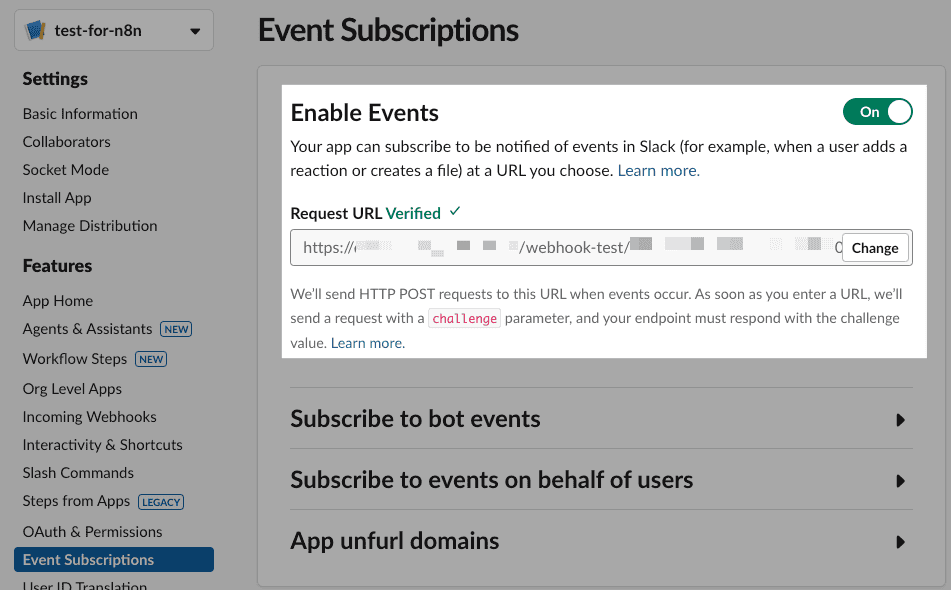 test-for-n8n
Settings
Basic Information
Collaborators
Socket Mode
Install App
Manage Distribution
Features
App Home
Agents & Assistants NEW
Workflow Steps NEW
Org Level Apps
Incoming Webhooks
Interactivity & Shortcuts
Slash Commands
Steps from Apps LEGACY
OAuth & Permissions
Event Subscriptions
User ID Translation
Event Subscriptions
Enable Events
On
Your app can subscribe to be notified of events in Slack (for example, when a user adds a
reaction or creates a file) at a URL you choose. Learn more.
Request URL Verified ✓
https:// /webhook-test/ Change
We’ll send HTTP POST requests to this URL when events occur. As soon as you enter a URL, we’ll
send a request with a challenge parameter, and your endpoint must respond with the challenge
value. Learn more.
Subscribe to bot events
Subscribe to events on behalf of users
App unfurl domains